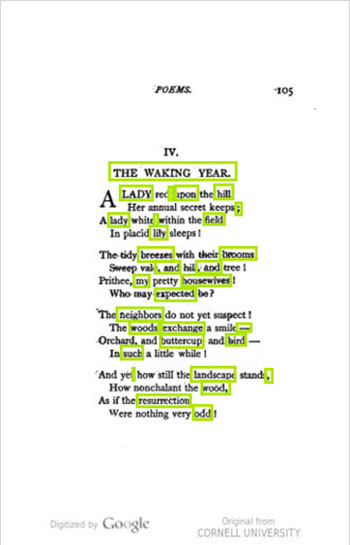 POEMS. 105
IV.
THE WAKING YEAR.
A LADY red upon the hill
Her annual secret keeps;
A lady white within the field
In placid lily sleeps!
The tidy breezes with their brooms
Sweep vale, and hill, and tree!
Prithee, my pretty housewives!
Who may expected be?
The neighbors do not yet suspect!
The woods exchange a smile —
Orchard, and buttercup, and bird —
In such a little while!
And yet how still the landscape stands,
How nonchalant the wood,
As if the resurrection
Were nothing very odd!
Digitized by Google
Original from
CORNELL UNIVERSITY